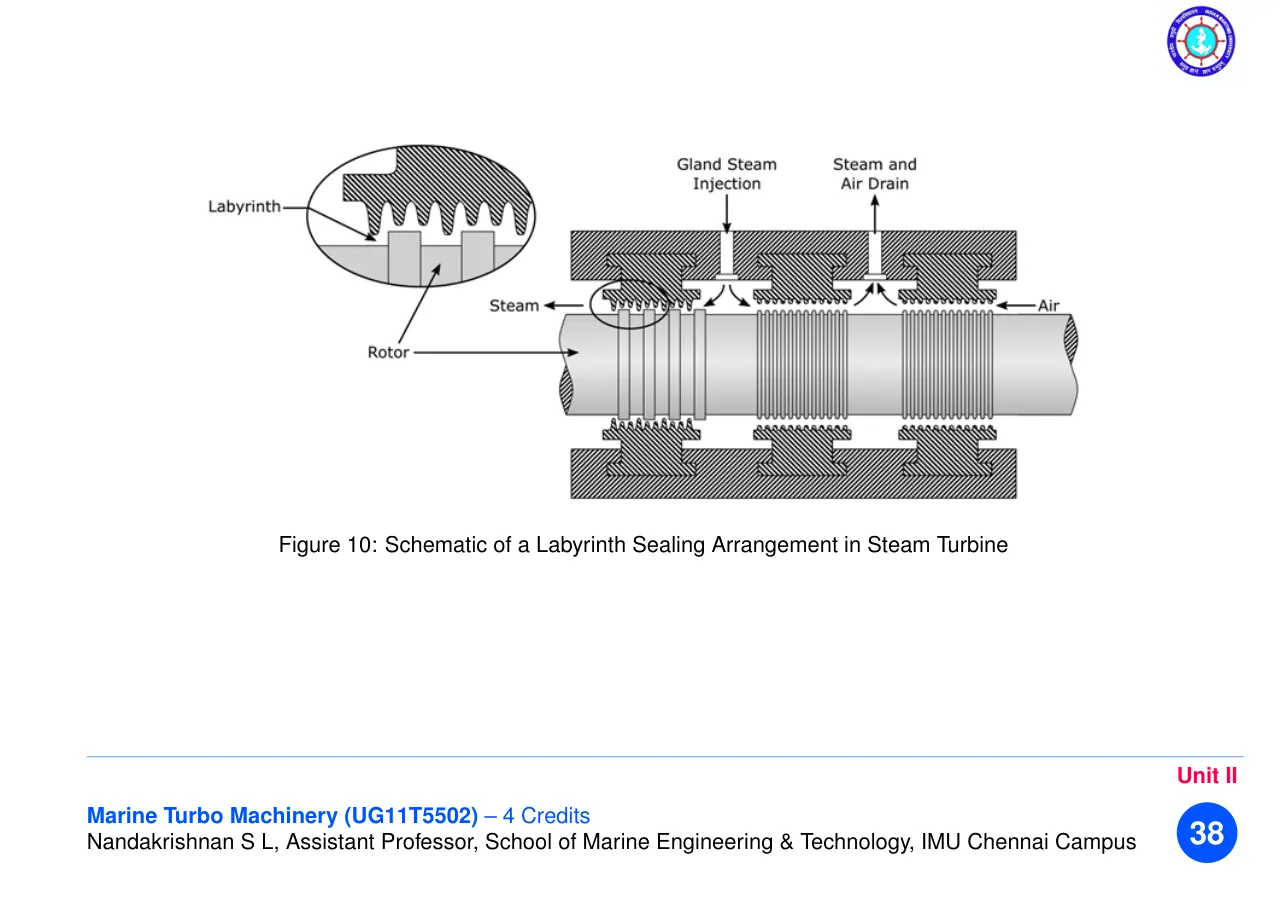 Gland Steam
Injection
Steam and
Air Drain
Labyrinth
Steam
Air
Rotor
Figure 10: Schematic of a Labyrinth Sealing Arrangement in Steam Turbine
Unit II
Marine Turbo Machinery (UG11T5502) – 4 Credits
Nandakrishnan S L, Assistant Professor, School of Marine Engineering & Technology, IMU Chennai Campus
38